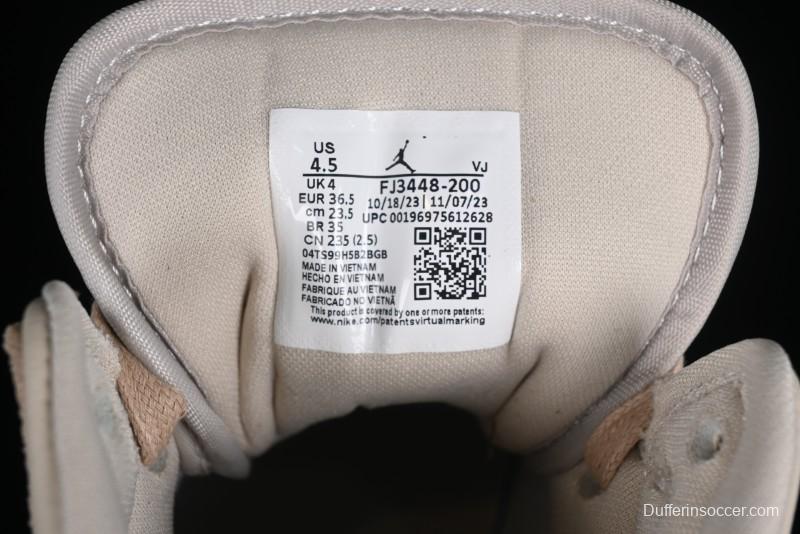 US
4.5
VJ
UK 4
FJ3448-200
EUR 36.5
10/18/23 | 11/07/23
cm 23.5
UPC 00196975612628
BR 35
CN 235 (2.5)
04TS99H5B2BGB
MADE IN VIETNAM
HECHO EN VIETNAM
FABRIQUE AU VIETNAM
FABRICADO NO VIETNÃ
This product is covered by one or more patents:
www.nike.com/patentsvirtualmarking
Dufferinsoccer.com